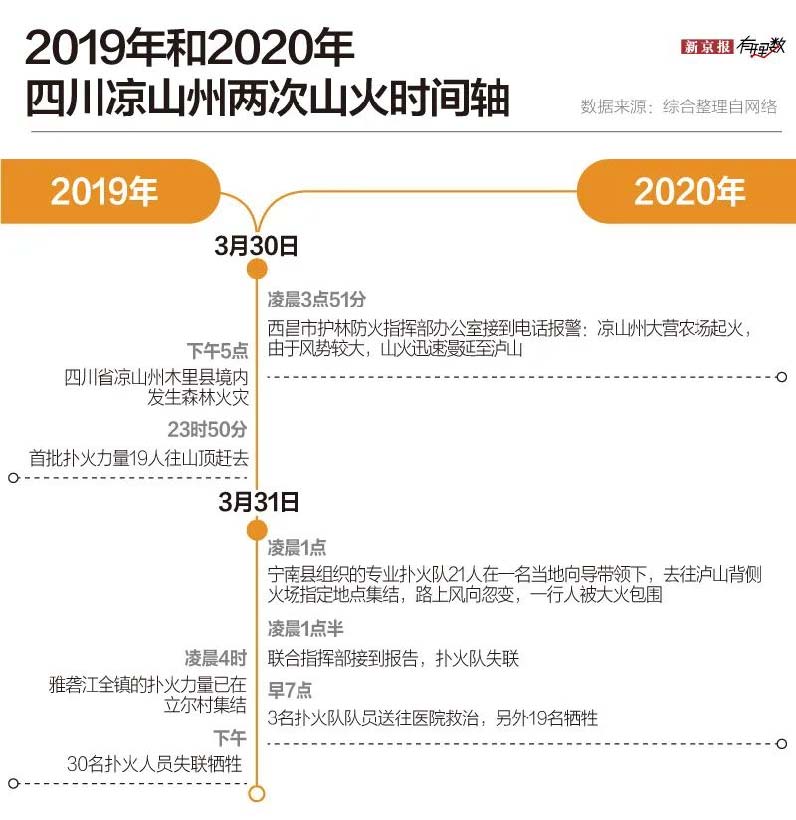 2019年和2020年
四川凉山州两次山火时间轴
新京报 有理数
数据来源：综合整理自网络
2019年
2020年
3月30日
凌晨3点51分
西昌市护林防火指挥部办公室接到电话报警：凉山州大营农场起火，
由于风势较大，山火迅速漫延至泸山
下午5点
四川省凉山州木里县境内
发生森林火灾
23时50分
首批扑火力量19人往山顶赶去
3月31日
凌晨1点
宁南县组织的专业扑火队21人在一名当地向导带领下，去往泸山背侧
火场指定地点集结，路上风向忽变，一行人被大火包围
凌晨1点半
联合指挥部接到报告，扑火队失联
凌晨4时
雅砻江全镇的扑火力量已在
立尔村集结
早7点
3名扑火队队员送往医院救治，另外19名牺牲
下午
30名扑火人员失联牺牲